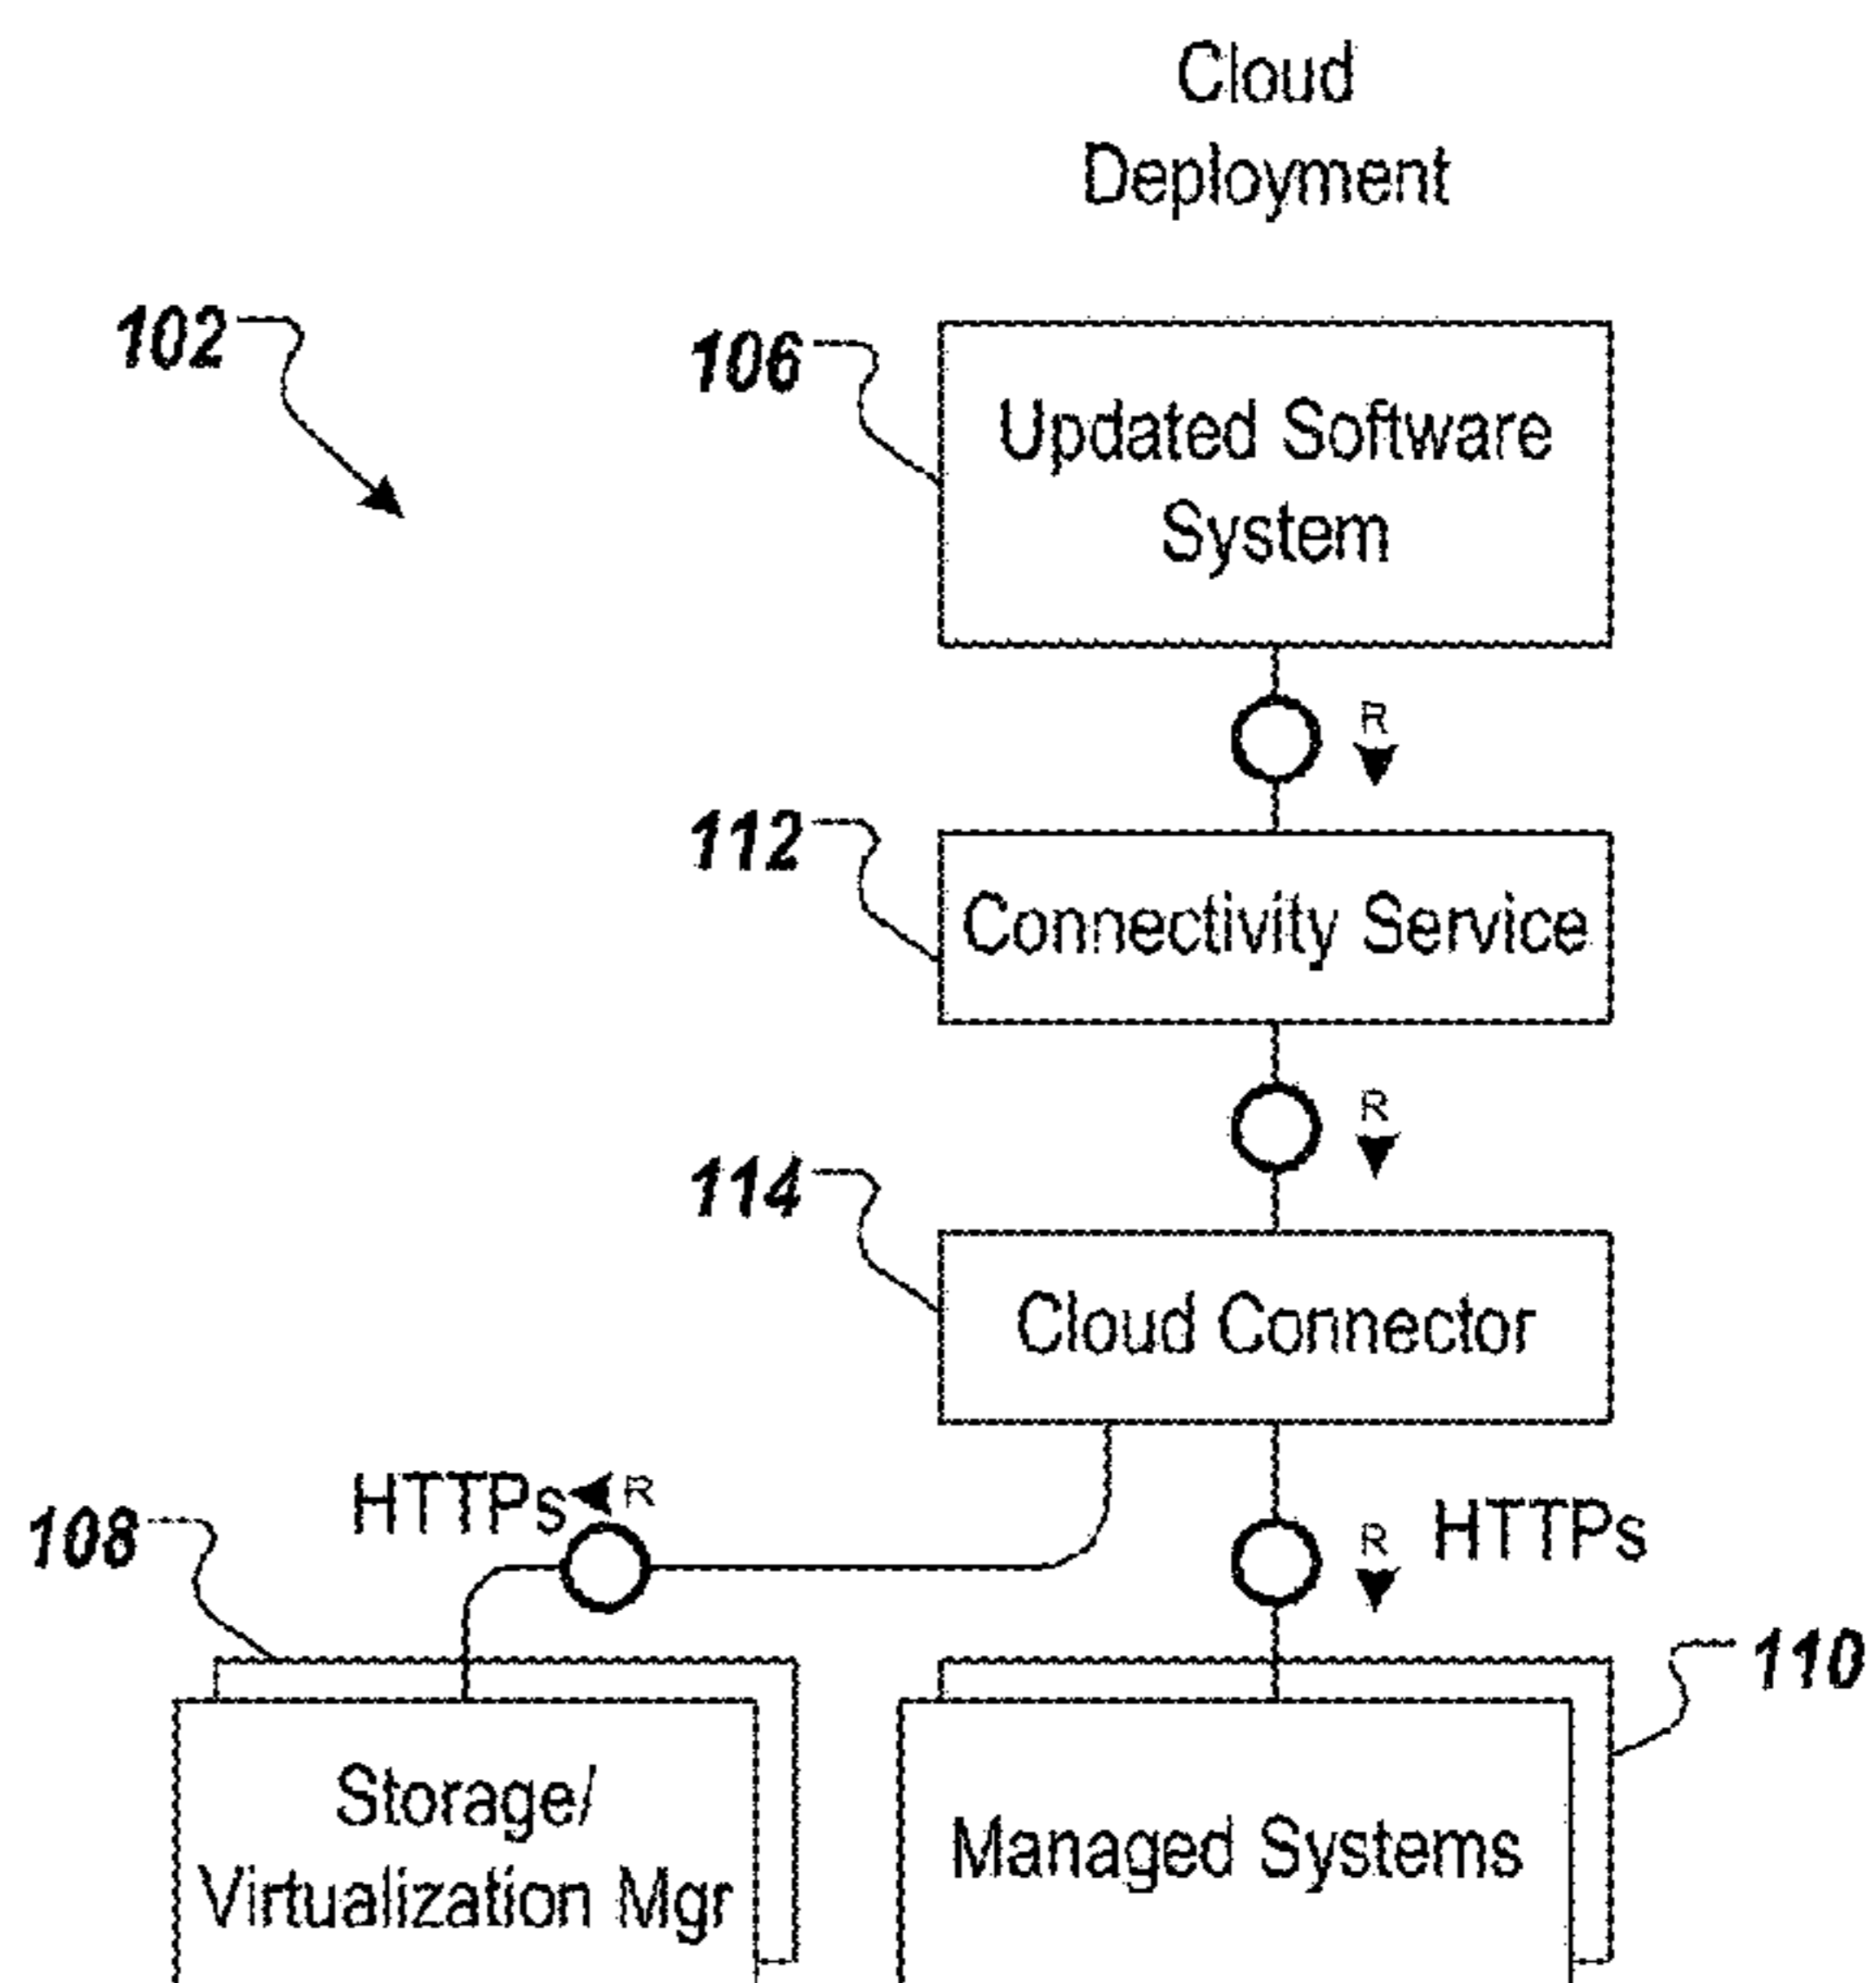 Cloud
Deployment
102
106
Updated Software
System
R
112
Connectivity Service
R
114
Cloud Connector
HTTPs
R
108
R
HTTPs
110
Storage/
Virtualization Mgr
Managed Systems